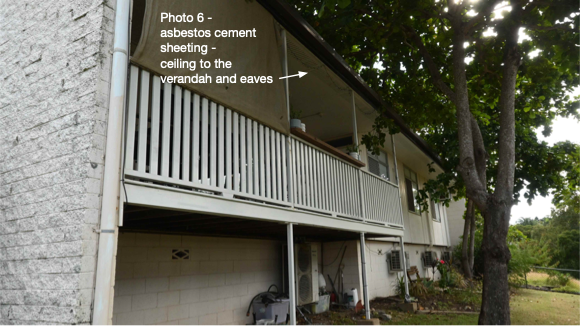 Photo 6 -
asbestos cement
sheeting -
ceiling to the
verandah and eaves